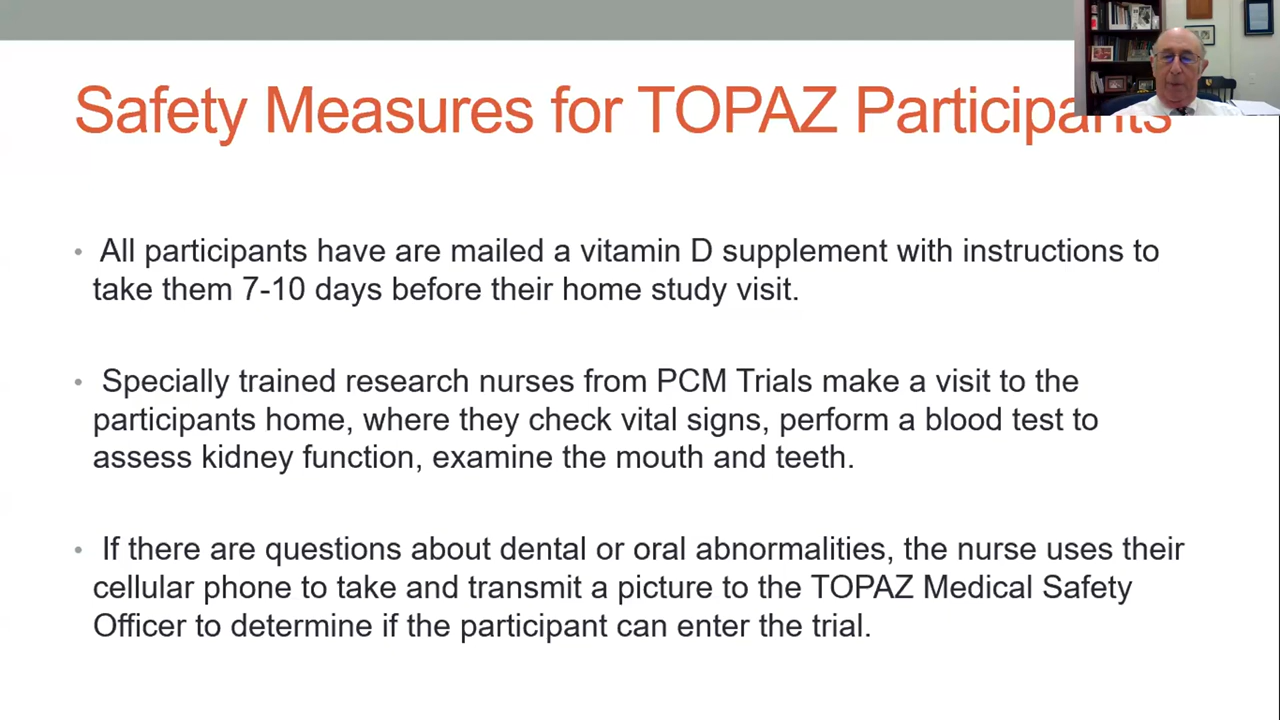 Safety Measures for TOPAZ Participants
• All participants have are mailed a vitamin D supplement with instructions to
take them 7-10 days before their home study visit.
• Specially trained research nurses from PCM Trials make a visit to the
participants home, where they check vital signs, perform a blood test to
assess kidney function, examine the mouth and teeth.
• If there are questions about dental or oral abnormalities, the nurse uses their
cellular phone to take and transmit a picture to the TOPAZ Medical Safety
Officer to determine if the participant can enter the trial.